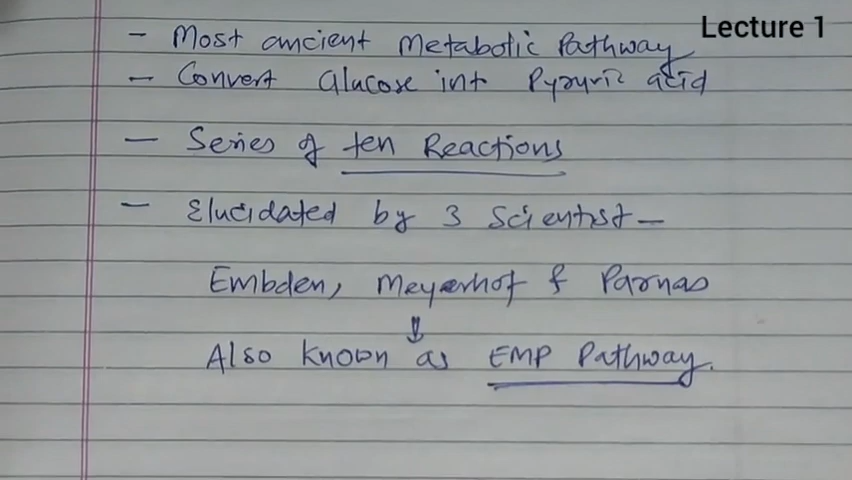 Lecture 1
- Most ancient Metabolic Pathway
- Convert Glucose int Pyruvic acid
- Series of ten Reactions
- Elucidated by 3 Scientist -
Embden, Meyerhof & Parnas
↓
Also known as EMP Pathway.